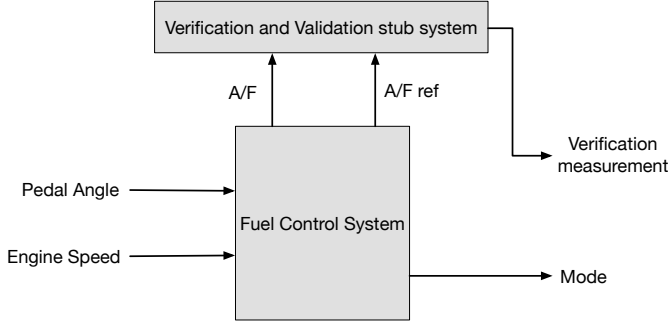 Verification and Validation stub system
A/F
A/F ref
Verification
measurement
Pedal Angle
Fuel Control System
Engine Speed
Mode